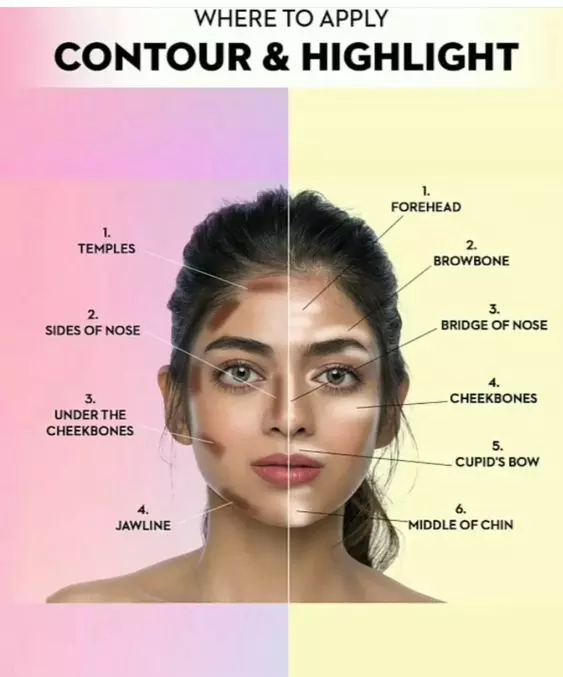 WHERE TO APPLY
CONTOUR & HIGHLIGHT
1.
TEMPLES
2.
SIDES OF NOSE
3.
UNDER THE
CHEEKBONES
4.
JAWLINE
1.
FOREHEAD
2.
BROWBONE
3.
BRIDGE OF NOSE
4.
CHEEKBONES
5.
CUPID'S BOW
6.
MIDDLE OF CHIN